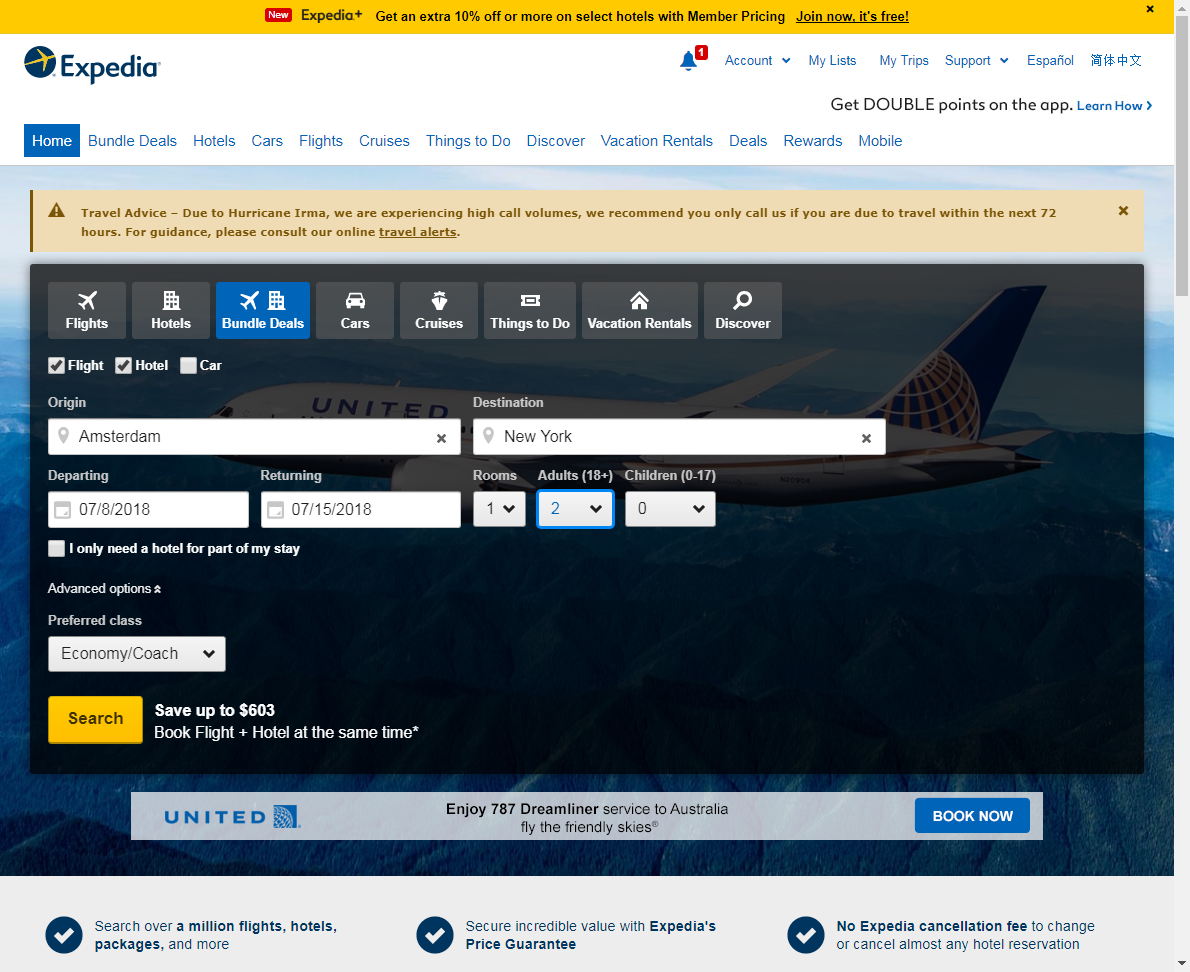 New Expedia+ Get an extra 10% off or more on select hotels with Member Pricing Join now, it's free!
Expedia
1
Account My Lists My Trips Support Español 简体中文
Get DOUBLE points on the app. Learn How
Home Bundle Deals Hotels Cars Flights Cruises Things to Do Discover Vacation Rentals Deals Rewards Mobile
Travel Advice – Due to Hurricane Irma, we are experiencing high call volumes, we recommend you only call us if you are due to travel within the next 72
hours. For guidance, please consult our online travel alerts.
Flights Hotels Bundle Deals Cars Cruises Things to Do Vacation Rentals Discover
Flight Hotel Car
UNITED
Origin Destination
Amsterdam New York
Departing Returning Rooms Adults (18+) Children (0-17)
07/8/2018 07/15/2018 1 2 0
I only need a hotel for part of my stay
Advanced options
Preferred class
Economy/Coach
Search
Save up to $603
Book Flight + Hotel at the same time*
UNITED
Enjoy 787 Dreamliner service to Australia
fly the friendly skies®
BOOK NOW
Search over a million flights, hotels,
packages, and more
Secure incredible value with Expedia's
Price Guarantee
No Expedia cancellation fee to change
or cancel almost any hotel reservation